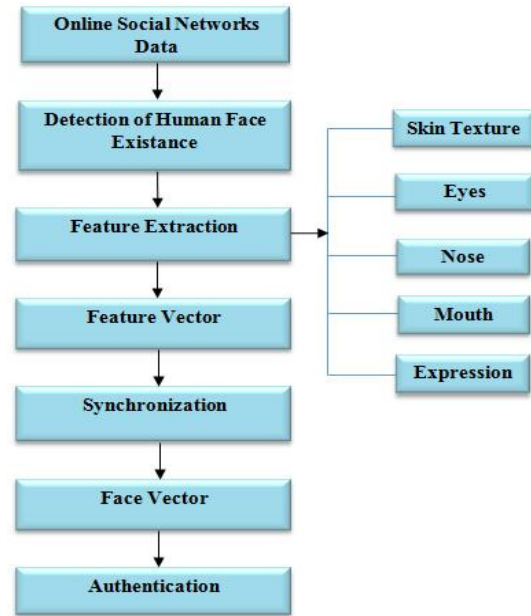 Online Social Networks
Data
Detection of Human Face
Existance
Skin Texture
Eyes
Feature Extraction
Nose
Feature Vector
Mouth
Expression
Synchronization
Face Vector
Authentication